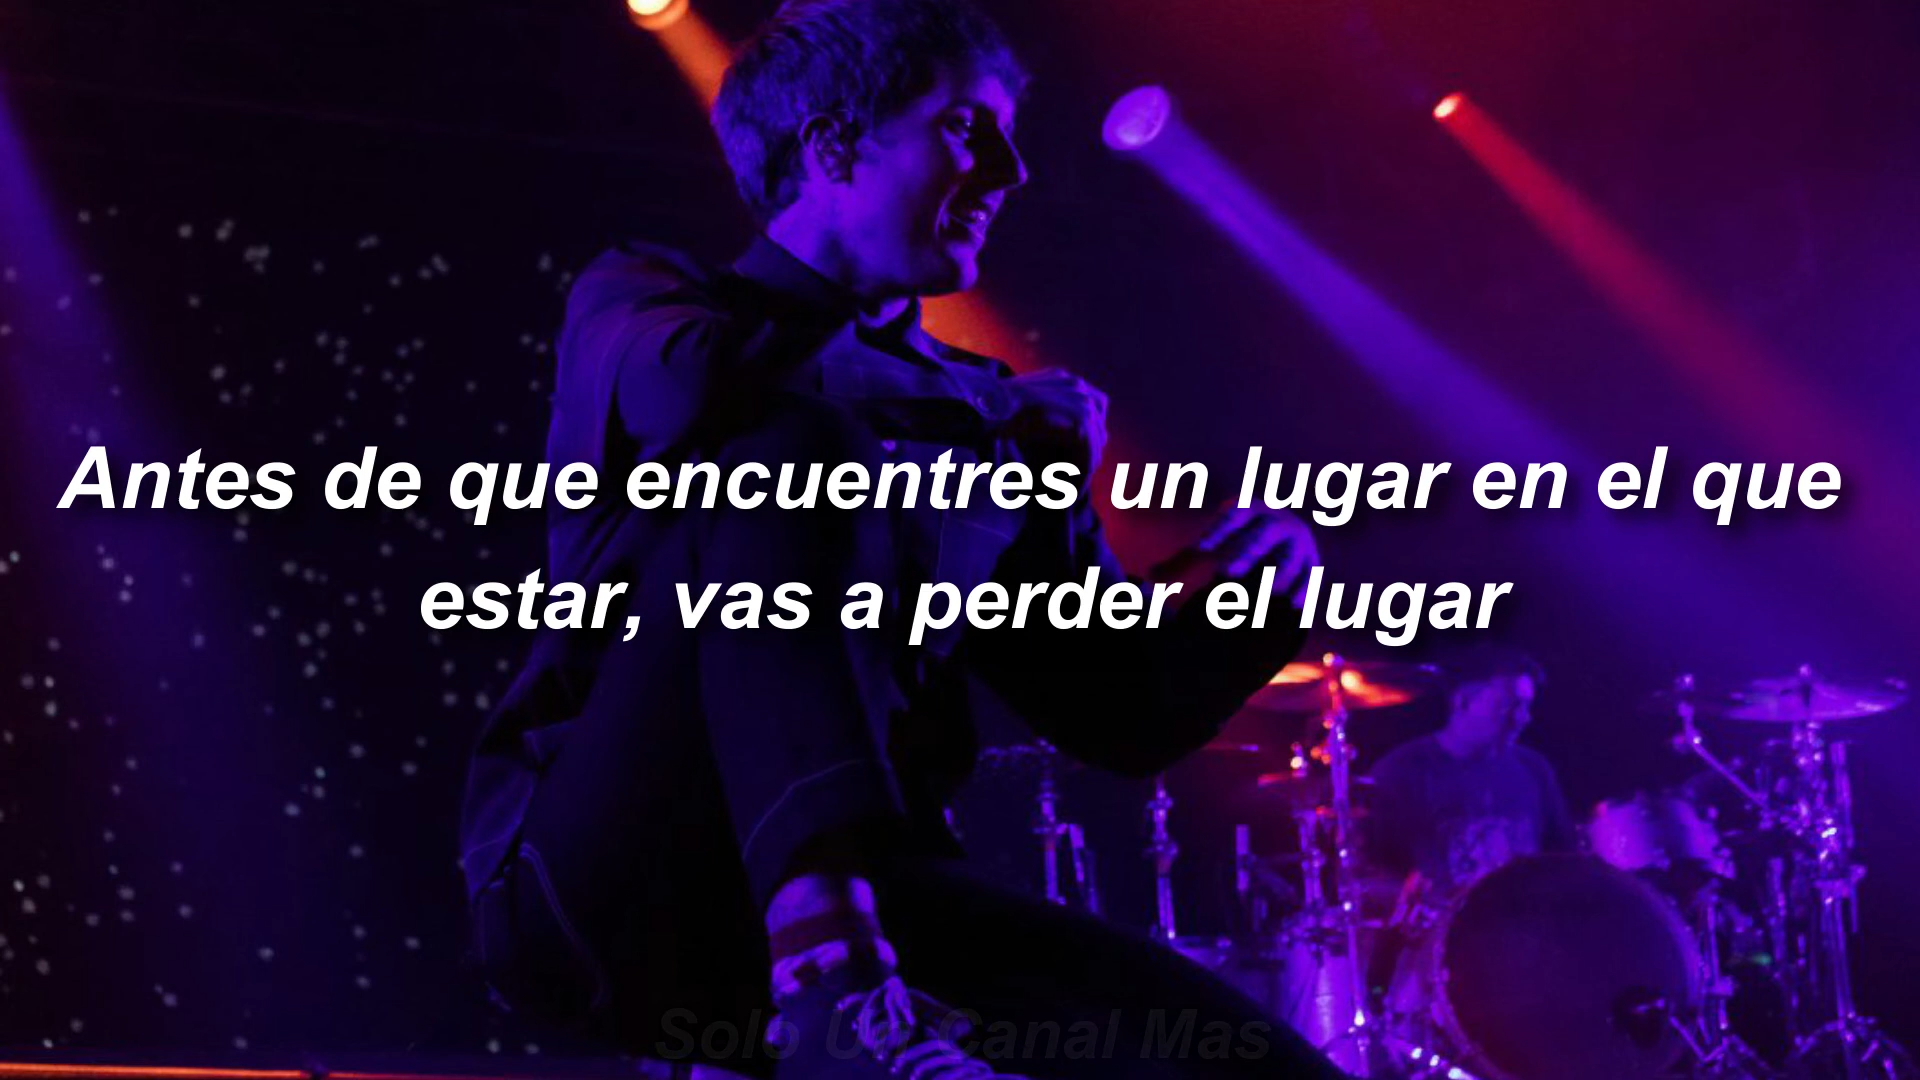 Antes de que encuentres un lugar en el que
estar, vas a perder el lugar
Solo Un Canal Mas